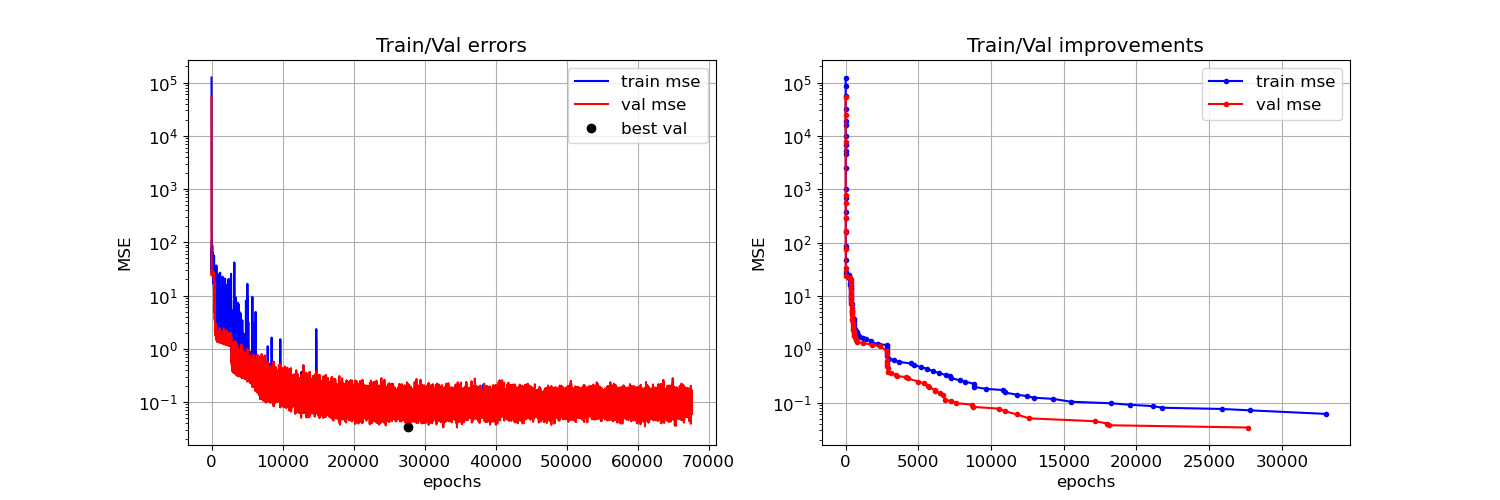 Train/Val errors
MSE
10^5
10^4
10^3
10^2
10^1
10^0
10^-1
train mse
val mse
best val
0 10000 20000 30000 40000 50000 60000 70000
epochs
Train/Val improvements
MSE
10^5
10^4
10^3
10^2
10^1
10^0
10^-1
train mse
val mse
0 5000 10000 15000 20000 25000 30000
epochs